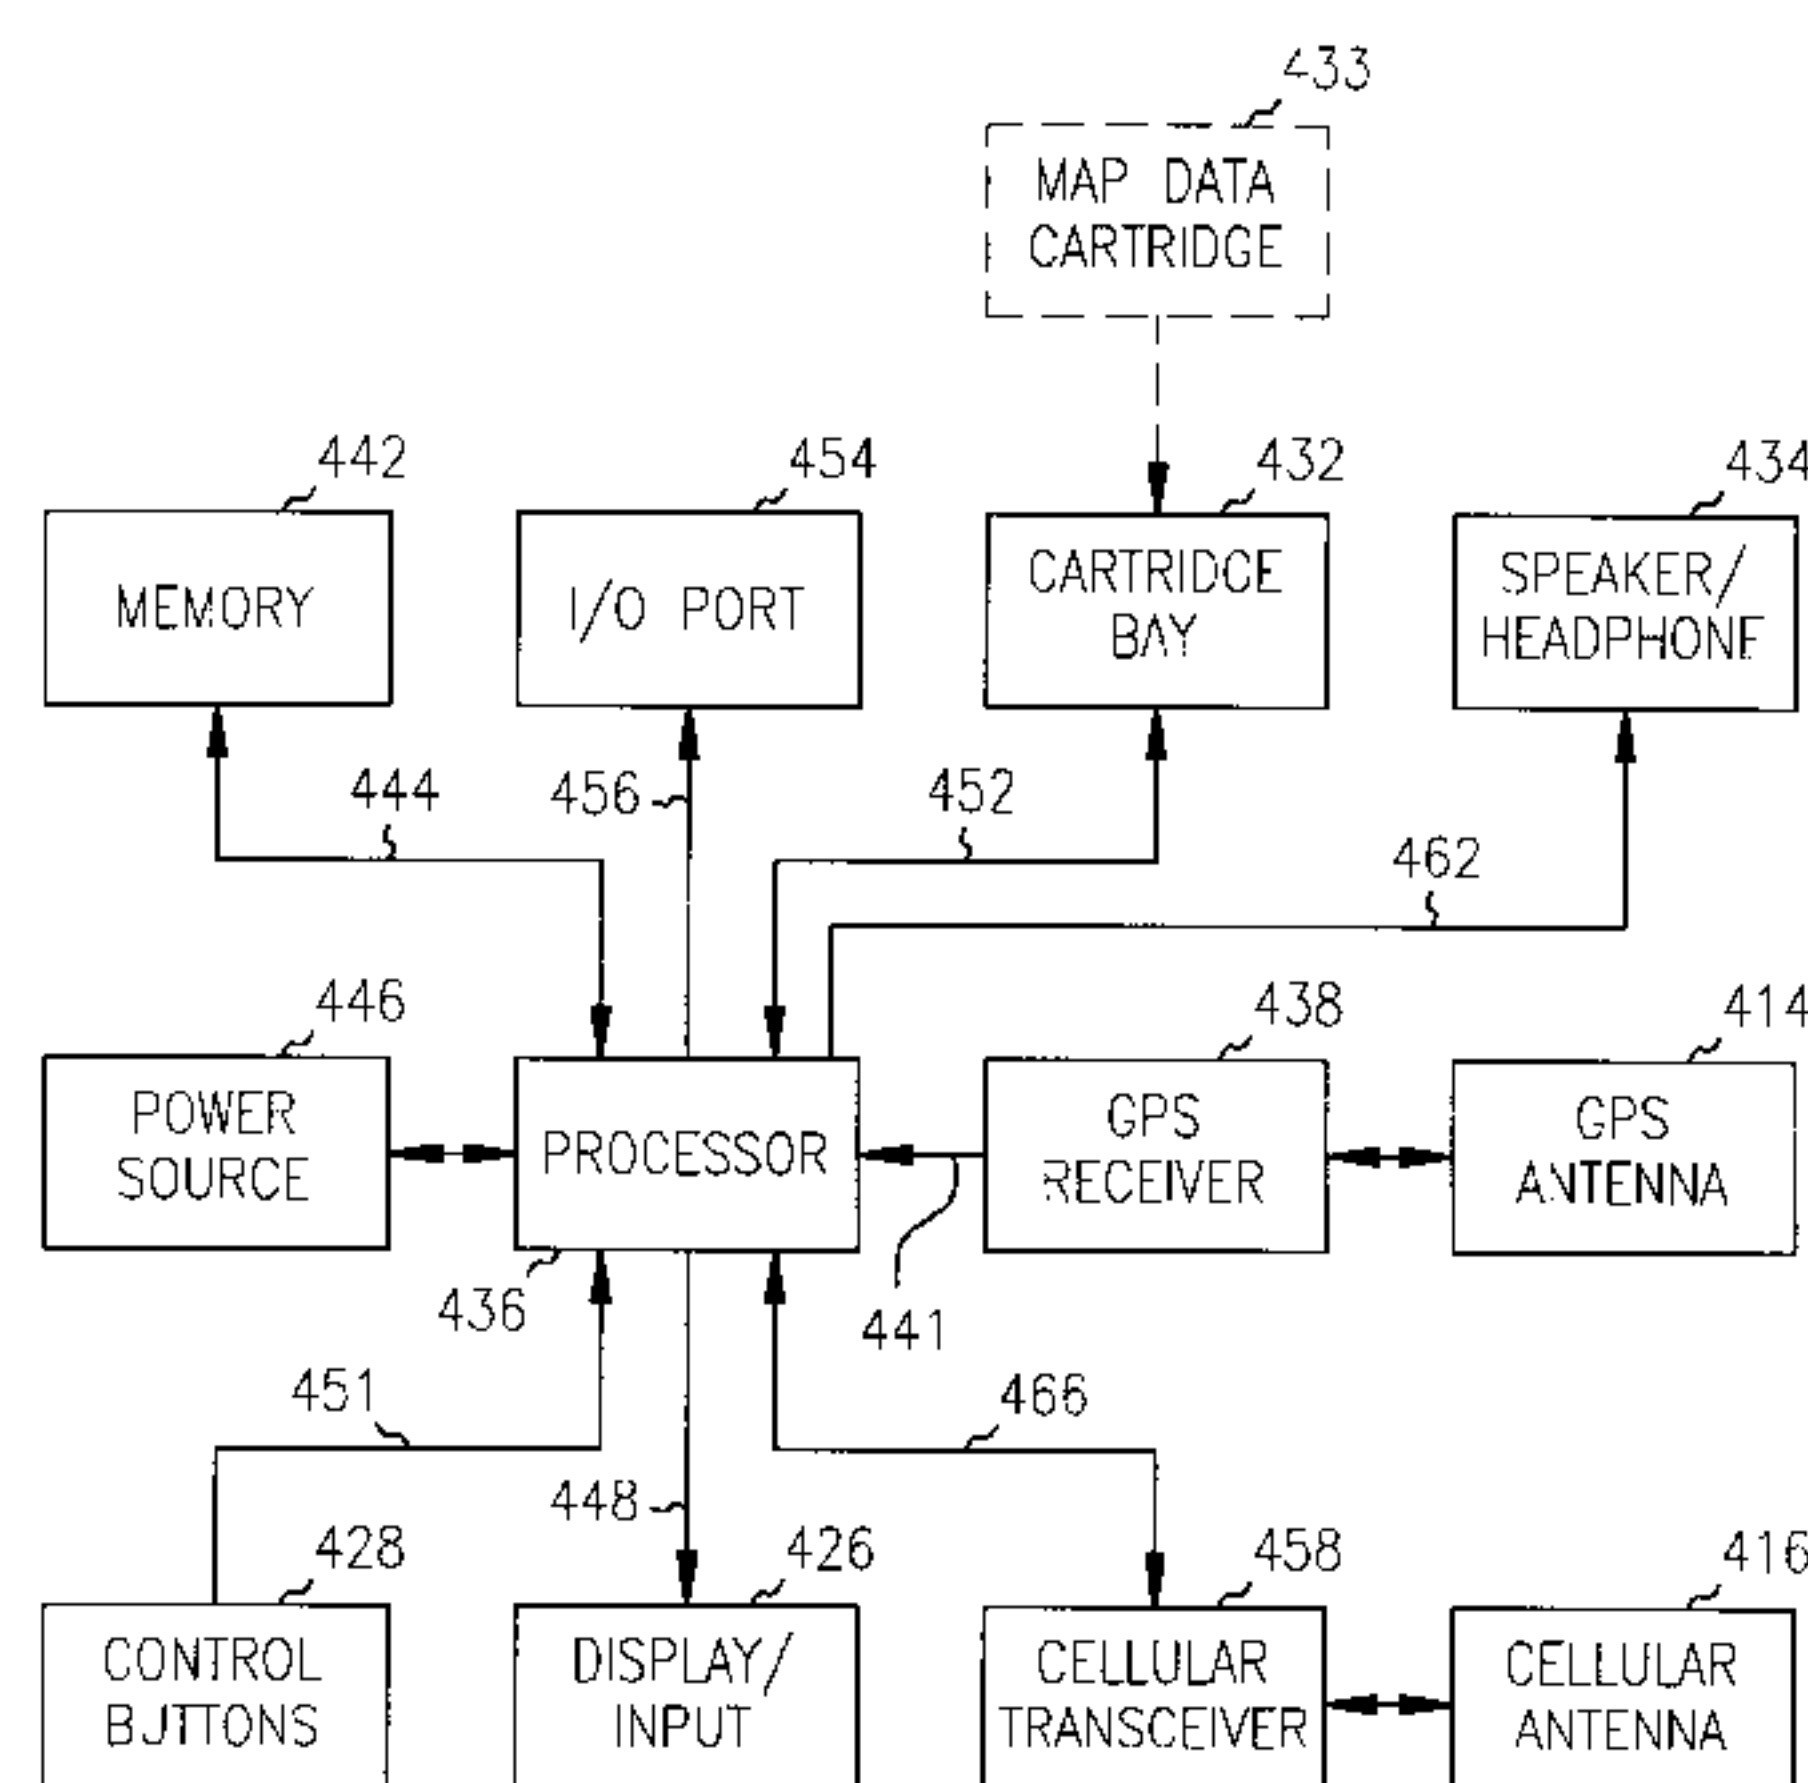 433
MAP DATA
CARTRIDGE
442
454
432
434
MEMORY
I/O PORT
CARTRIDGE
BAY
SPEAKER/
HEADPHONE
444
456
452
462
446
438
414
POWER
SOURCE
PROCESSOR
GPS
RECEIVER
GPS
ANTENNA
436
441
451
466
448
428
426
458
416
CONTROL
BUTTONS
DISPLAY/
INPUT
CELLULAR
TRANSCEIVER
CELLULAR
ANTENNA